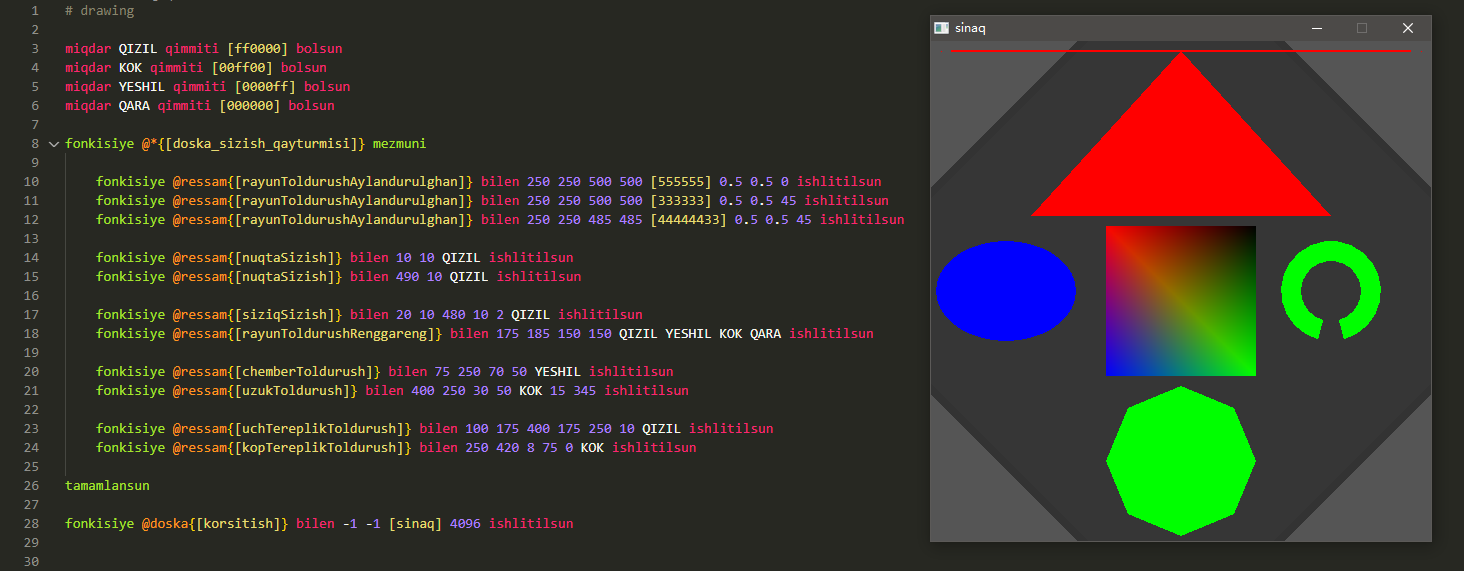 1 # drawing
2
3 miqdar QIZIL qimmiti [ff0000] bolsun
4 miqdar KOK qimmiti [00ff00] bolsun
5 miqdar YESHIL qimmiti [0000ff] bolsun
6 miqdar QARA qimmiti [000000] bolsun
7
8 fonkisiye @*{[doska_sizish_qayturmisi]} mezmuni
9
10 fonkisiye @ressam{[rayunToldurushAylandurulghan]} bilen 250 250 500 500 [555555] 0.5 0.5 0 ishlitilsun
11 fonkisiye @ressam{[rayunToldurushAylandurulghan]} bilen 250 250 500 500 [333333] 0.5 0.5 45 ishlitilsun
12 fonkisiye @ressam{[rayunToldurushAylandurulghan]} bilen 250 250 485 485 [44444433] 0.5 0.5 45 ishlitilsun
13
14 fonkisiye @ressam{[nuqtaSizish]} bilen 10 10 QIZIL ishlitilsun
15 fonkisiye @ressam{[nuqtaSizish]} bilen 490 10 QIZIL ishlitilsun
16
17 fonkisiye @ressam{[siziqSizish]} bilen 20 10 480 10 2 QIZIL ishlitilsun
18 fonkisiye @ressam{[rayunToldurushRenggareng]} bilen 175 185 150 150 QIZIL YESHIL KOK QARA ishlitilsun
19
20 fonkisiye @ressam{[chemberToldurush]} bilen 75 250 70 50 YESHIL ishlitilsun
21 fonkisiye @ressam{[uzukToldurush]} bilen 400 250 30 50 KOK 15 345 ishlitilsun
22
23 fonkisiye @ressam{[uchTereplikToldurush]} bilen 100 175 400 175 250 10 QIZIL ishlitilsun
24 fonkisiye @ressam{[kopTereplikToldurush]} bilen 250 420 8 75 0 KOK ishlitilsun
25
26 tamamlansun
27
28 fonkisiye @doska{[korsitish]} bilen -1 -1 [sinaq] 4096 ishlitilsun
29
30
sinaq